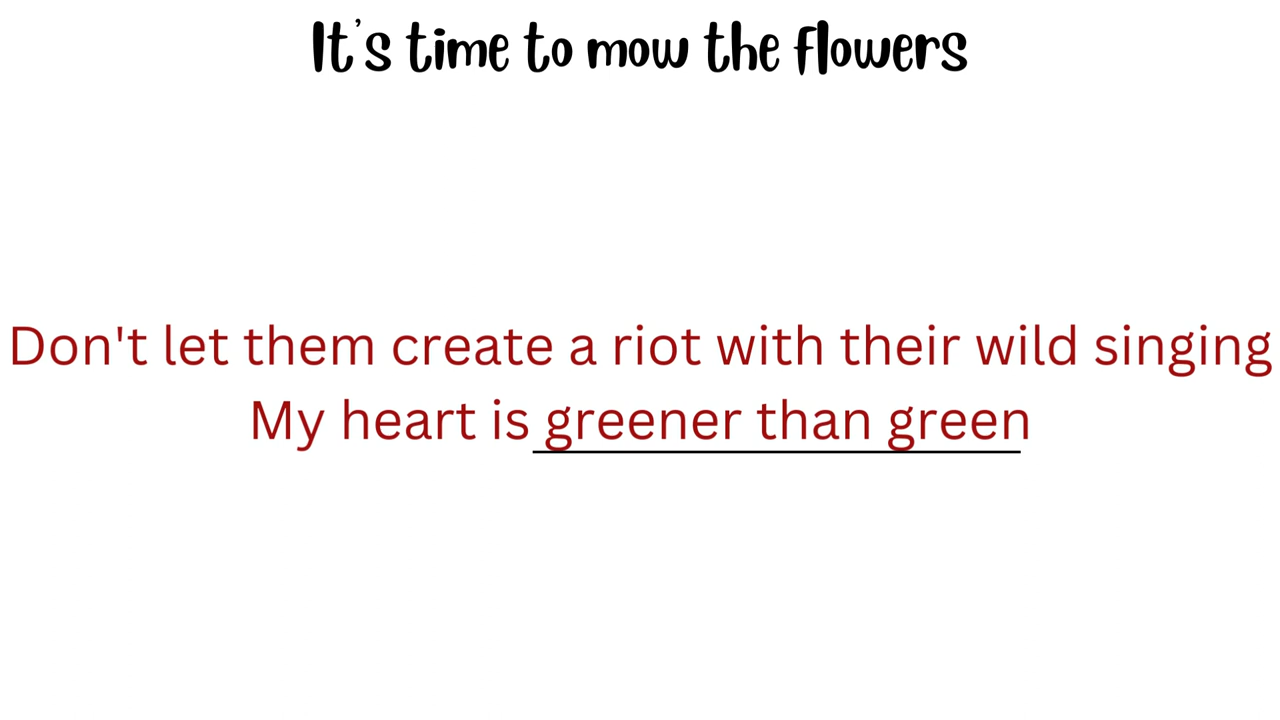 It's time to mow the flowers
Don't let them create a riot with their wild singing
My heart is greener than green